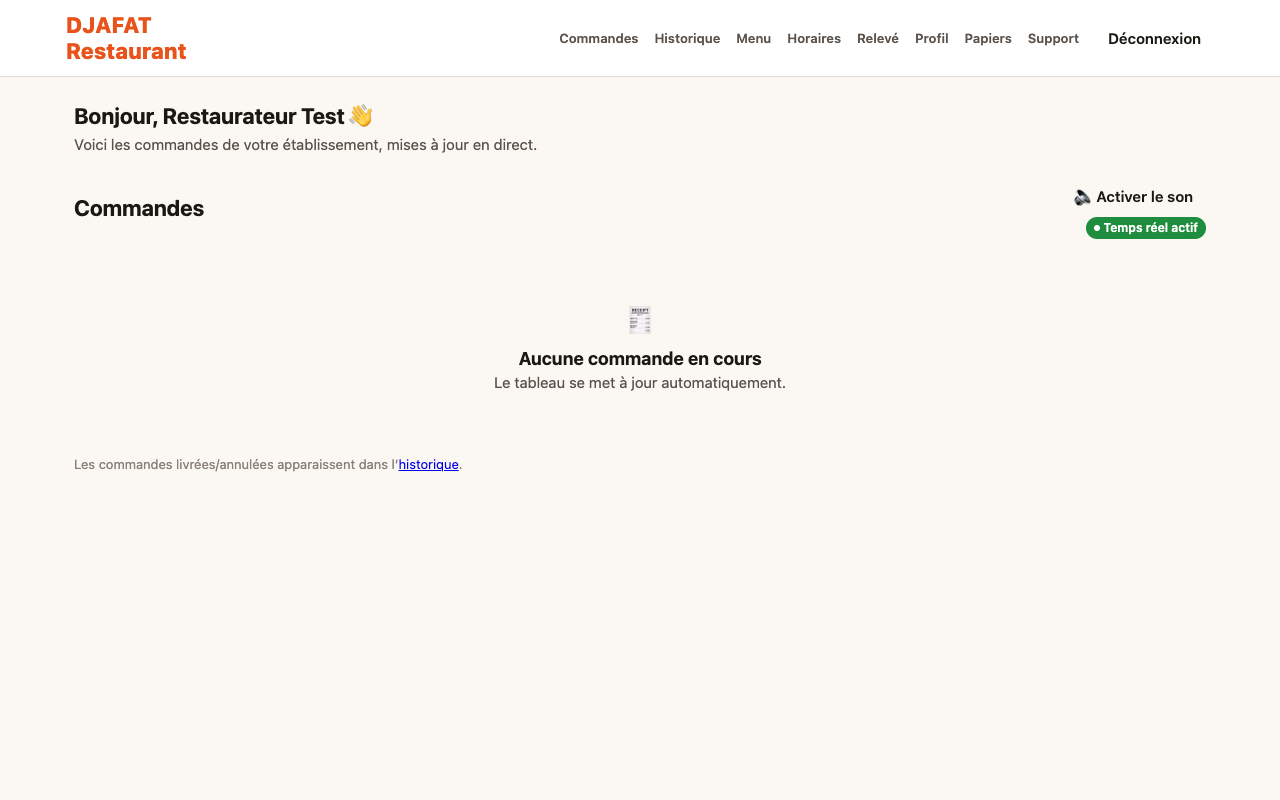 DJAFAT
Restaurant
Commandes Historique Menu Horaires Relevé Profil Papiers Support Déconnexion
Bonjour, Restaurateur Test 👋
Voici les commandes de votre établissement, mises à jour en direct.
Commandes
🔈 Activer le son
● Temps réel actif
RECEIPT
Aucune commande en cours
Le tableau se met à jour automatiquement.
Les commandes livrées/annulées apparaissent dans l’historique.